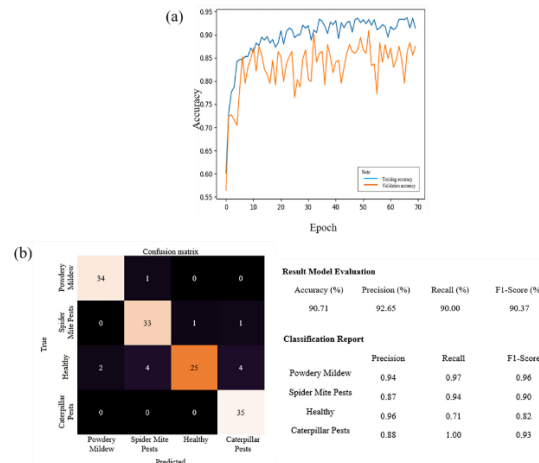 (a)
0.95
0.90
0.85
0.80
0.75
0.70
0.65
0.60
0.55
Accuracy
Note:
Training accuracy
Validation accuracy
0 10 20 30 40 50 60 70
Epoch
(b)
Confusion matrix
True
Powdery Mildew
Spider Mite Pests
Healthy
Caterpillar Pests
34 1 0 0
0 33 1 1
2 4 25 4
0 0 0 35
Powdery Mildew
Spider Mite Pests
Healthy
Caterpillar Pests
Predicted
Result Model Evaluation
Accuracy (%) Precision (%) Recall (%) F1-Score (%)
90.71 92.65 90.00 90.37
Classification Report
Precision Recall F1-Score
Powdery Mildew 0.94 0.97 0.96
Spider Mite Pests 0.87 0.94 0.90
Healthy 0.96 0.71 0.82
Caterpillar Pests 0.88 1.00 0.93